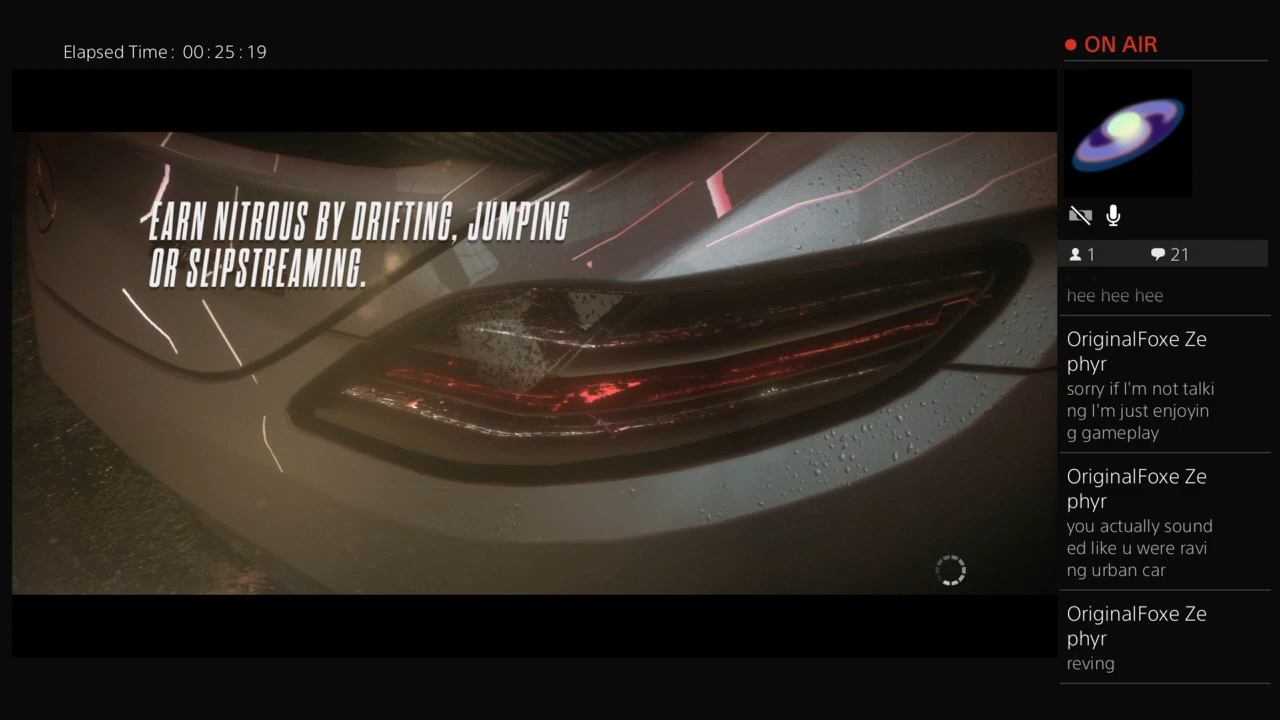 Elapsed Time: 00:25:19
ON AIR
EARN NITROUS BY DRIFTING, JUMPING
OR SLIPSTREAMING.
1 21
hee hee hee
OriginalFoxe Ze
phyr
sorry if I'm not talki
ng I'm just enjoyin
g gameplay
OriginalFoxe Ze
phyr
you actually sound
ed like u were ravi
ng urban car
OriginalFoxe Ze
phyr
reving